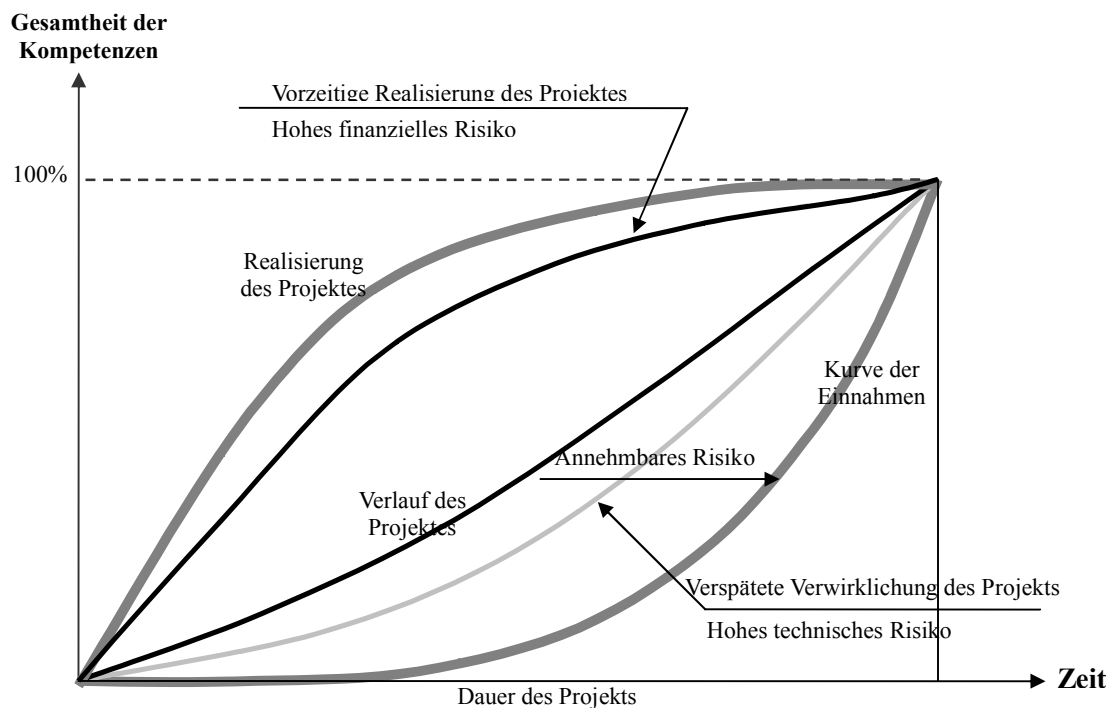 Gesamtheit der
Kompetenzen
Vorzeitige Realisierung des Projektes
Hohes finanzielles Risiko
100%
Realisierung
des Projektes
Kurve der
Einnahmen
Annehmbares Risiko
Verlauf des
Projektes
Verspätete Verwirklichung des Projekts
Hohes technisches Risiko
Zeit
Dauer des Projekts